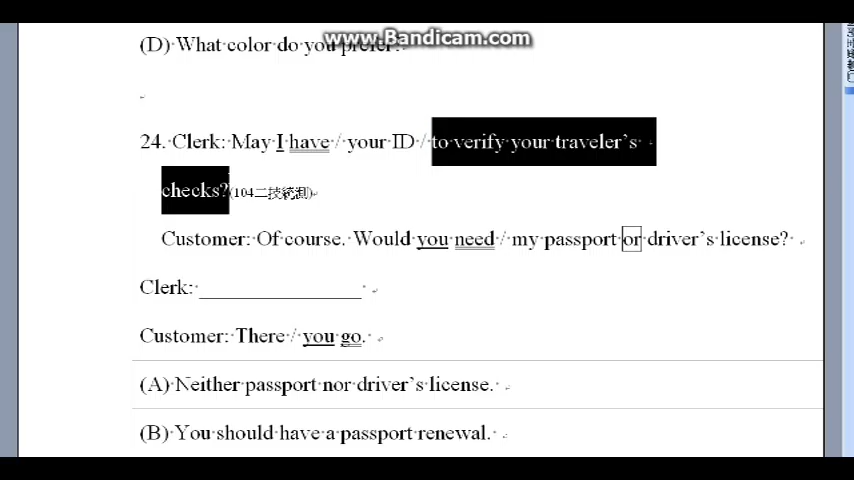 www.Bandicam.com
(D) What color do you prefer?
24. Clerk: May I have / your ID / to verify your traveler's
checks?(104二技統測)
Customer: Of course. Would you need / my passport or driver's license?
Clerk: _______________
Customer: There / you go.
(A) Neither passport nor driver's license.
(B) You should have a passport renewal.